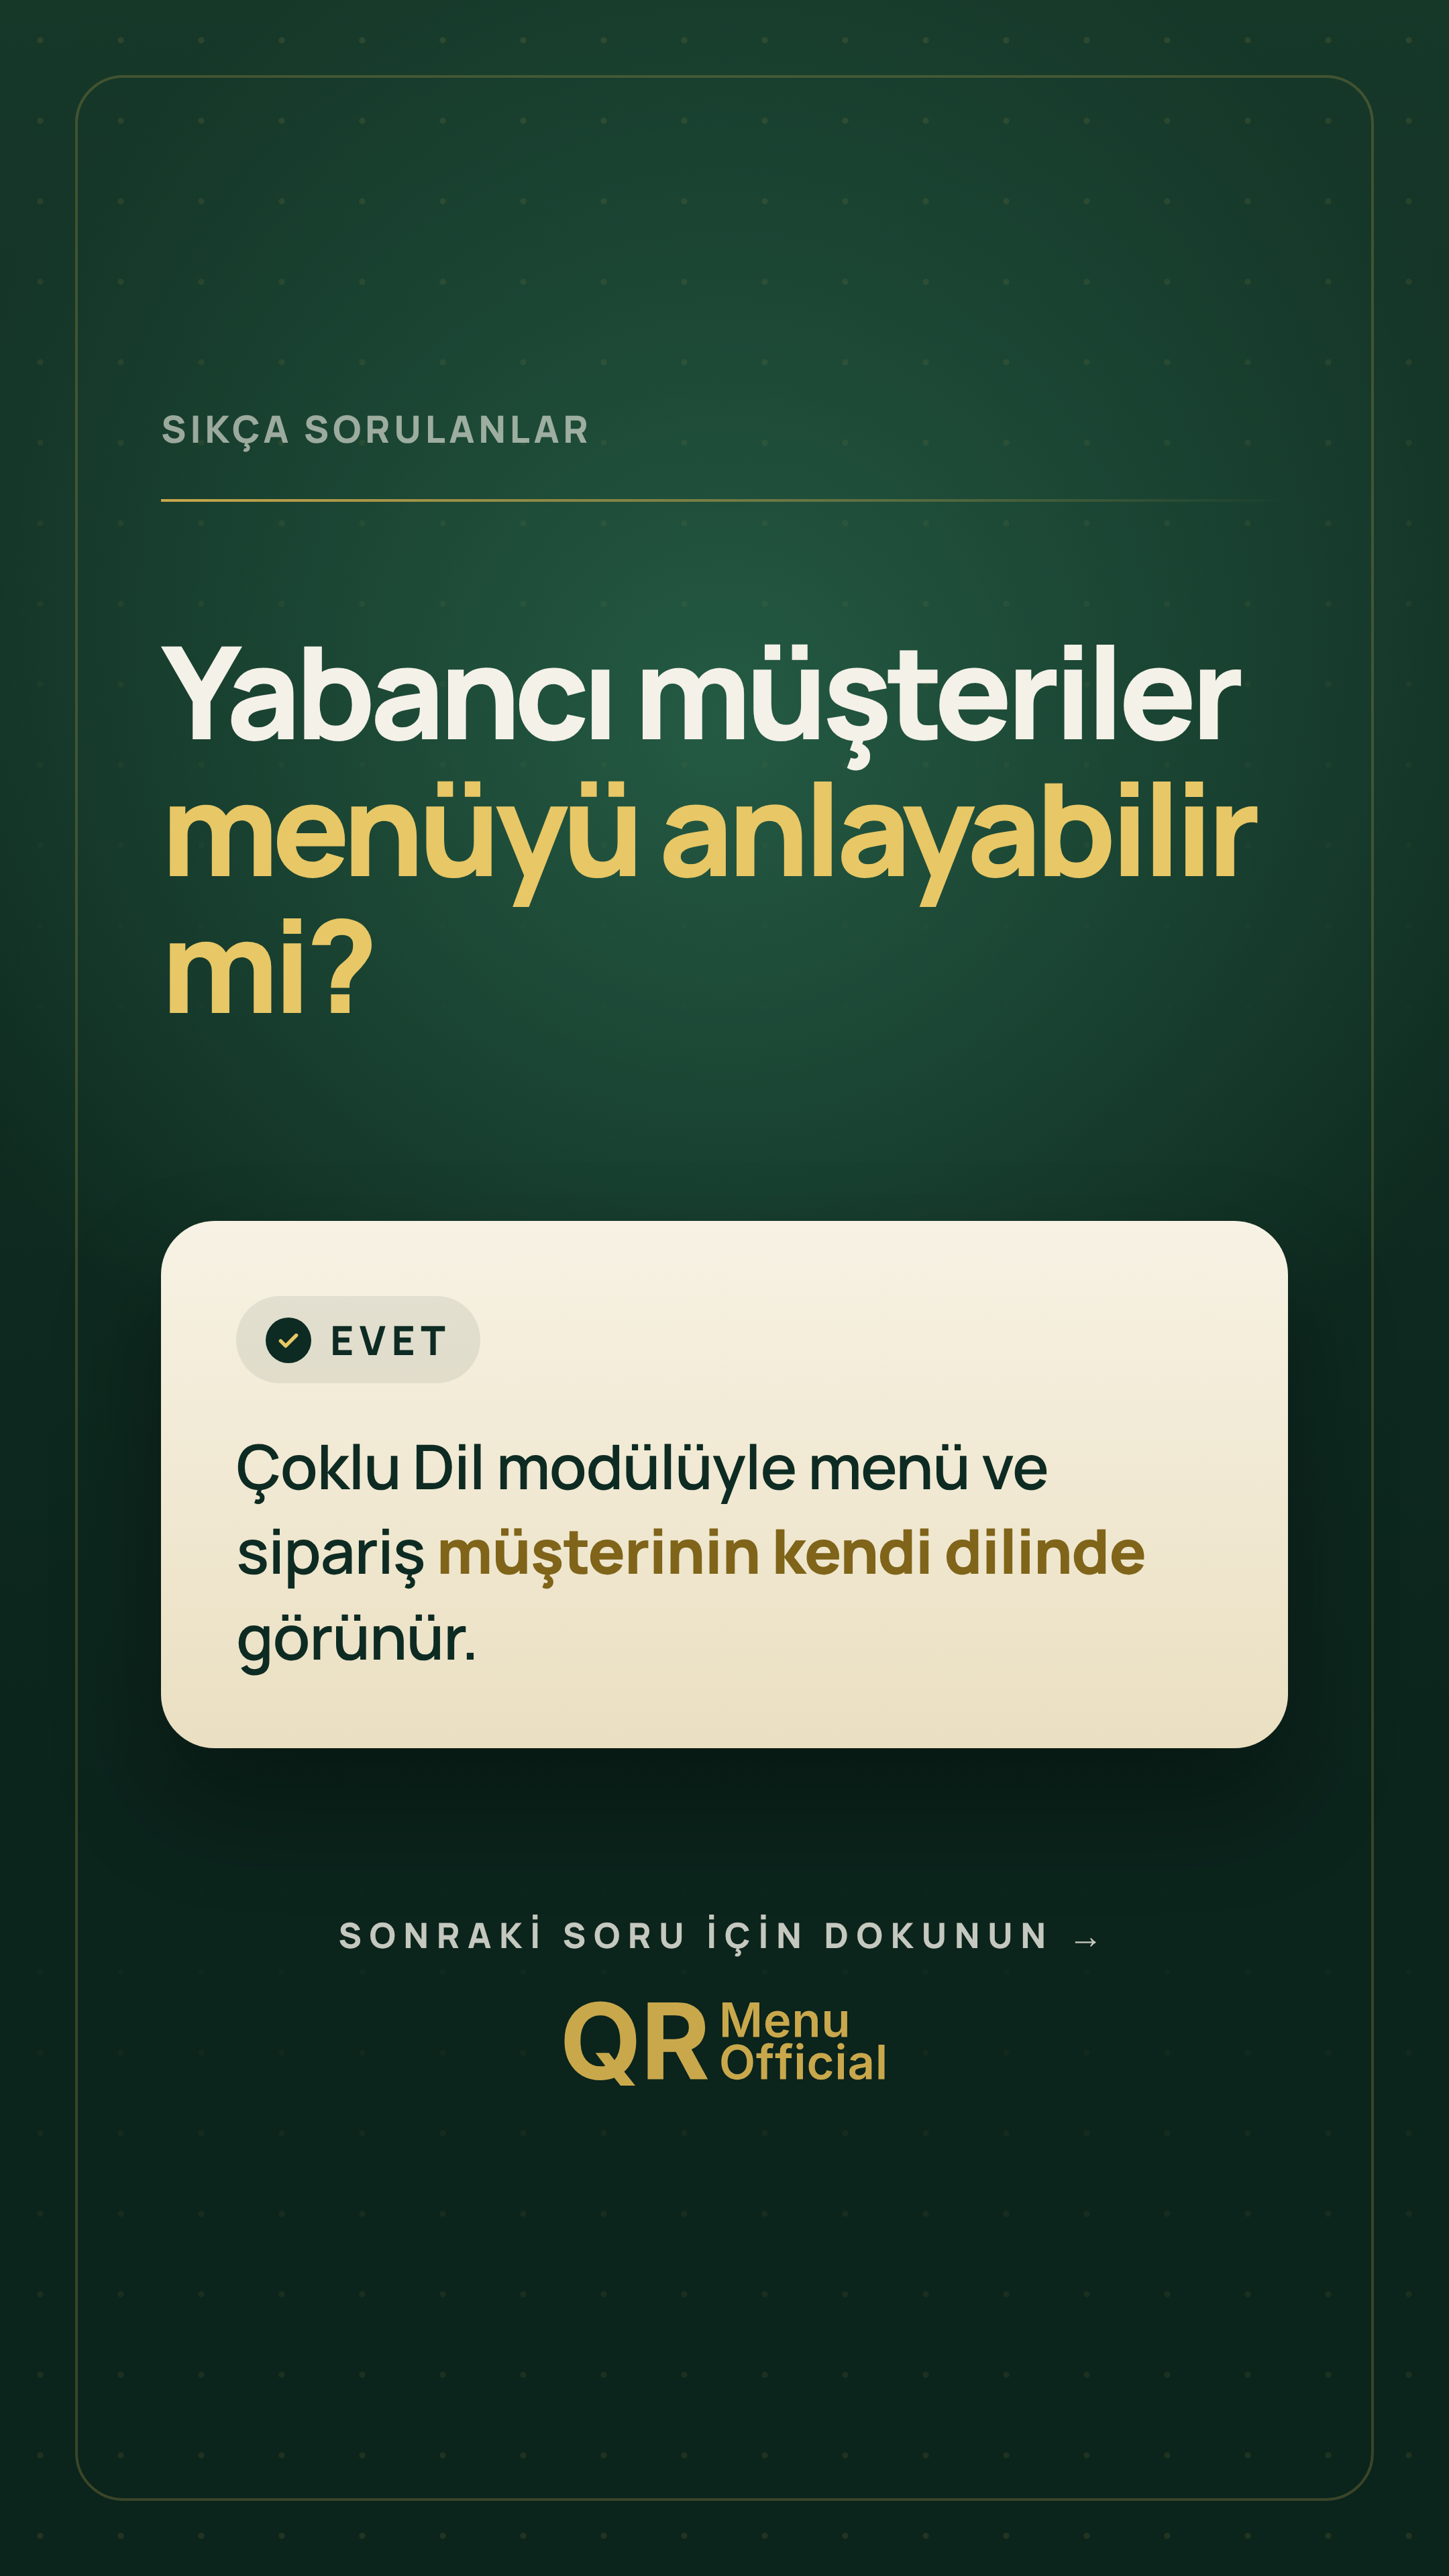 SIKÇA SORULANLAR
Yabancı müşteriler
menüyü anlayabilir
mi?
EVET
Çoklu Dil modülüyle menü ve
sipariş müşterinin kendi dilinde
görünür.
SONRAKİ SORU İÇİN DOKUNUN →
QR Menu
Official